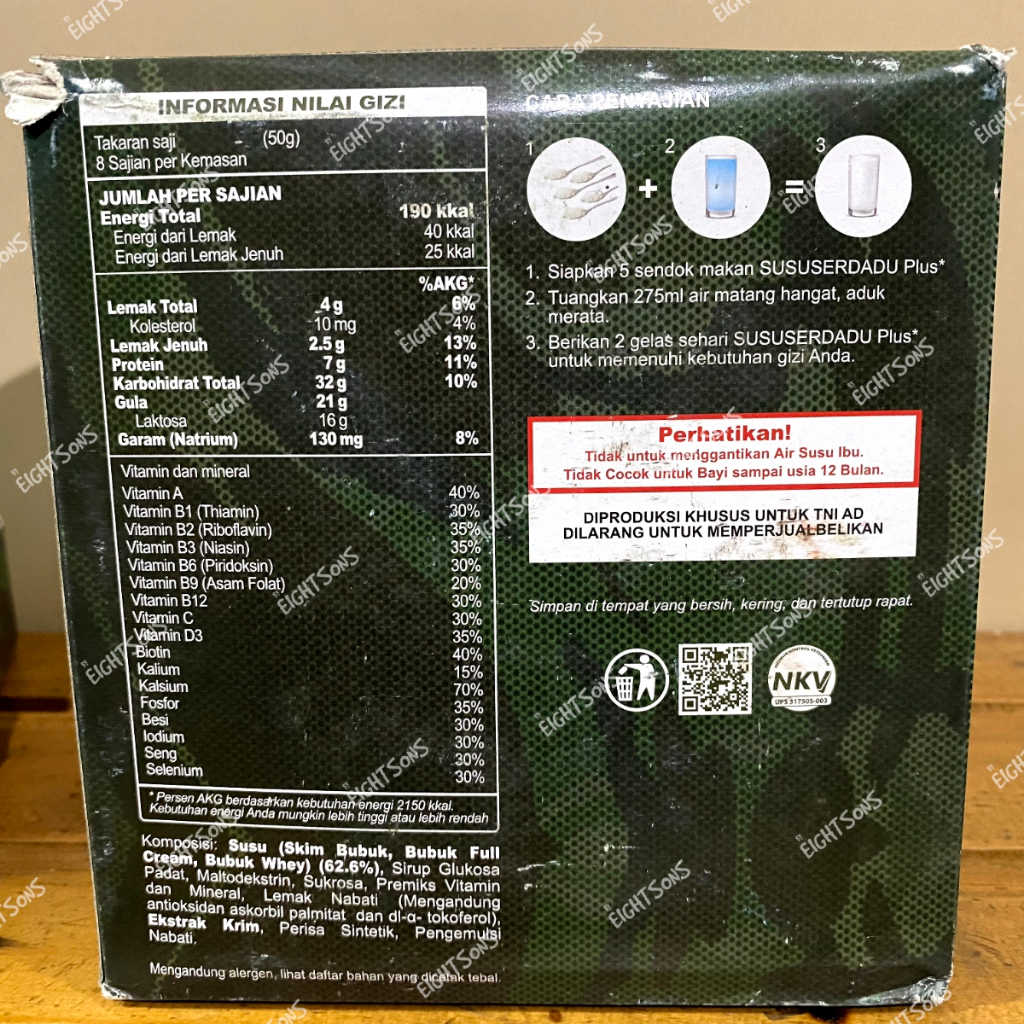 INFORMASI NILAI GIZI
Takaran saji (50g)
8 Sajian per Kemasan
JUMLAH PER SAJIAN
Energi Total 190 kkal
Energi dari Lemak 40 kkal
Energi dari Lemak Jenuh 25 kkal
%AKG*
Lemak Total 4 g 6%
Kolesterol 10 mg 4%
Lemak Jenuh 2.5 g 13%
Protein 7 g 11%
Karbohidrat Total 32 g 10%
Gula 21 g
Laktosa 16 g
Garam (Natrium) 130 mg 8%
Vitamin dan mineral
Vitamin A 40%
Vitamin B1 (Thiamin) 30%
Vitamin B2 (Riboflavin) 35%
Vitamin B3 (Niasin) 35%
Vitamin B6 (Piridoksin) 30%
Vitamin B9 (Asam Folat) 20%
Vitamin B12 30%
Vitamin C 30%
Vitamin D3 35%
Biotin 40%
Kalium 15%
Kalsium 70%
Fosfor 35%
Besi 30%
Iodium 30%
Seng 30%
Selenium 30%
* Persen AKG berdasarkan kebutuhan energi 2150 kkal.
Kebutuhan energi Anda mungkin lebih tinggi atau lebih rendah
Komposisi: Susu (Skim Bubuk, Bubuk Full
Cream, Bubuk Whey) (62.6%), Sirup Glukosa
Padat, Maltodekstrin, Sukrosa, Premiks Vitamin
dan Mineral, Lemak Nabati (Mengandung
antioksidan askorbil palmitat dan dl-α- tokoferol),
Ekstrak Krim, Perisa Sintetik, Pengemulsi
Nabati.
Mengandung alergen, lihat daftar bahan yang dicetak tebal.
CARA PENYAJIAN
1 + 2 = 3
1. Siapkan 5 sendok makan SUSUSERDADU Plus*
2. Tuangkan 275ml air matang hangat, aduk
merata.
3. Berikan 2 gelas sehari SUSUSERDADU Plus*
untuk memenuhi kebutuhan gizi Anda.
Perhatikan!
Tidak untuk menggantikan Air Susu Ibu.
Tidak Cocok untuk Bayi sampai usia 12 Bulan.
DIPRODUKSI KHUSUS UNTUK TNI AD
DILARANG UNTUK MEMPERJUALBELIKAN
Simpan di tempat yang bersih, kering, dan tertutup rapat.
NKV
UPS 317505-003
BY EIGHTSONS